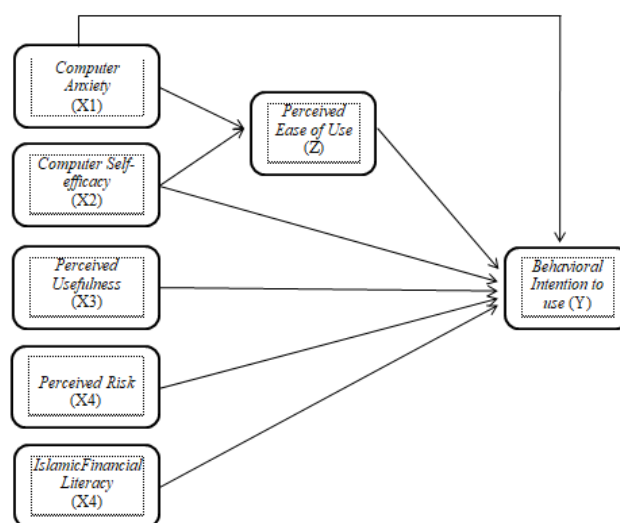 Computer
Anxiety
(X1)
Perceived
Ease of Use
(Z)
Computer Self-
efficacy
(X2)
Perceived
Usefulness
(X3)
Behavioral
Intention to
use (Y)
Perceived Risk
(X4)
IslamicFinancial
Literacy
(X4)